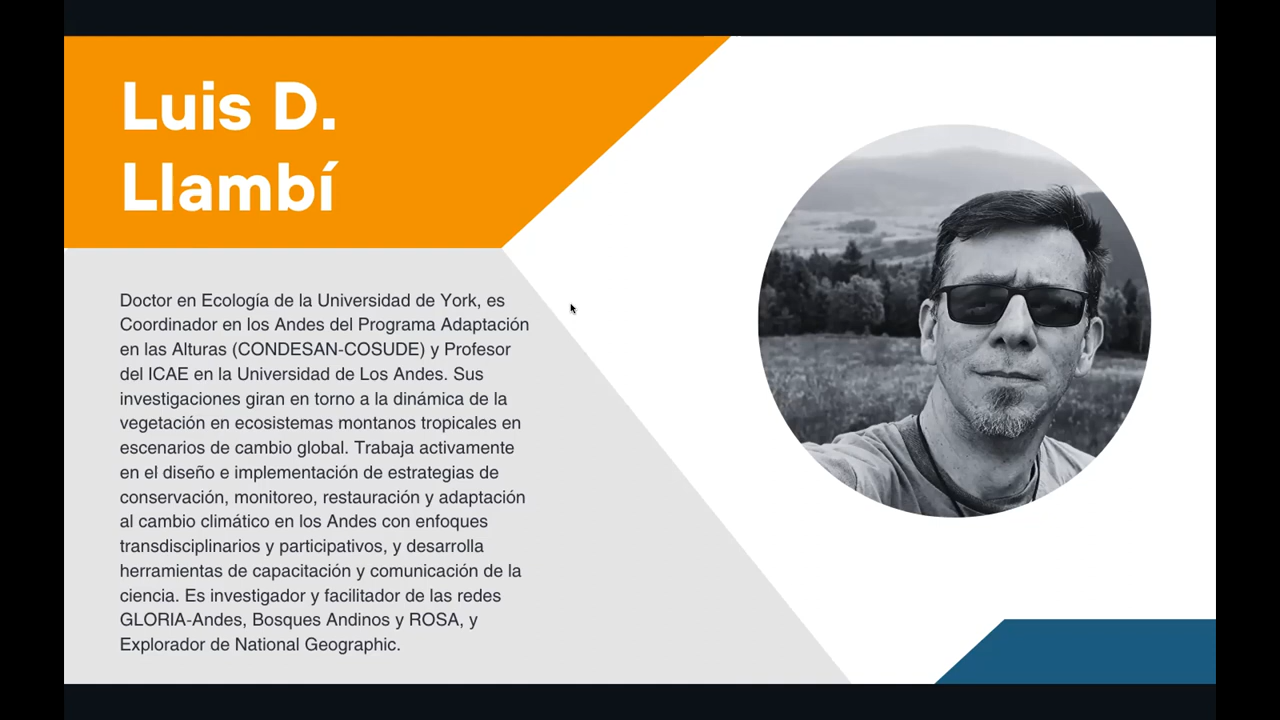 Luis D.
Llambí
Doctor en Ecología de la Universidad de York, es
Coordinador en los Andes del Programa Adaptación
en las Alturas (CONDESAN-COSUDE) y Profesor
del ICAE en la Universidad de Los Andes. Sus
investigaciones giran en torno a la dinámica de la
vegetación en ecosistemas montanos tropicales en
escenarios de cambio global. Trabaja activamente
en el diseño e implementación de estrategias de
conservación, monitoreo, restauración y adaptación
al cambio climático en los Andes con enfoques
transdisciplinarios y participativos, y desarrolla
herramientas de capacitación y comunicación de la
ciencia. Es investigador y facilitador de las redes
GLORIA-Andes, Bosques Andinos y ROSA, y
Explorador de National Geographic.